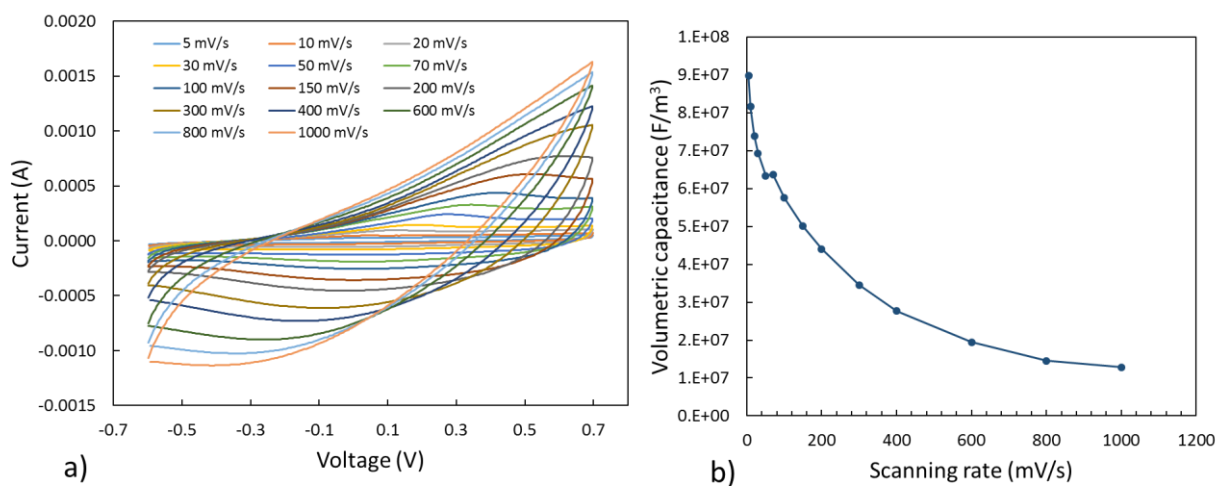 0.0020
0.0015
0.0010
0.0005
0.0000
-0.0005
-0.0010
-0.0015
Current (A)
5 mV/s 10 mV/s 20 mV/s
30 mV/s 50 mV/s 70 mV/s
100 mV/s 150 mV/s 200 mV/s
300 mV/s 400 mV/s 600 mV/s
800 mV/s 1000 mV/s
-0.7 -0.5 -0.3 -0.1 0.1 0.3 0.5 0.7
Voltage (V)
a)
1.E+08
9.E+07
8.E+07
7.E+07
6.E+07
5.E+07
4.E+07
3.E+07
2.E+07
1.E+07
0.E+00
Volumetric capacitance (F/m³)
0 200 400 600 800 1000 1200
Scanning rate (mV/s)
b)